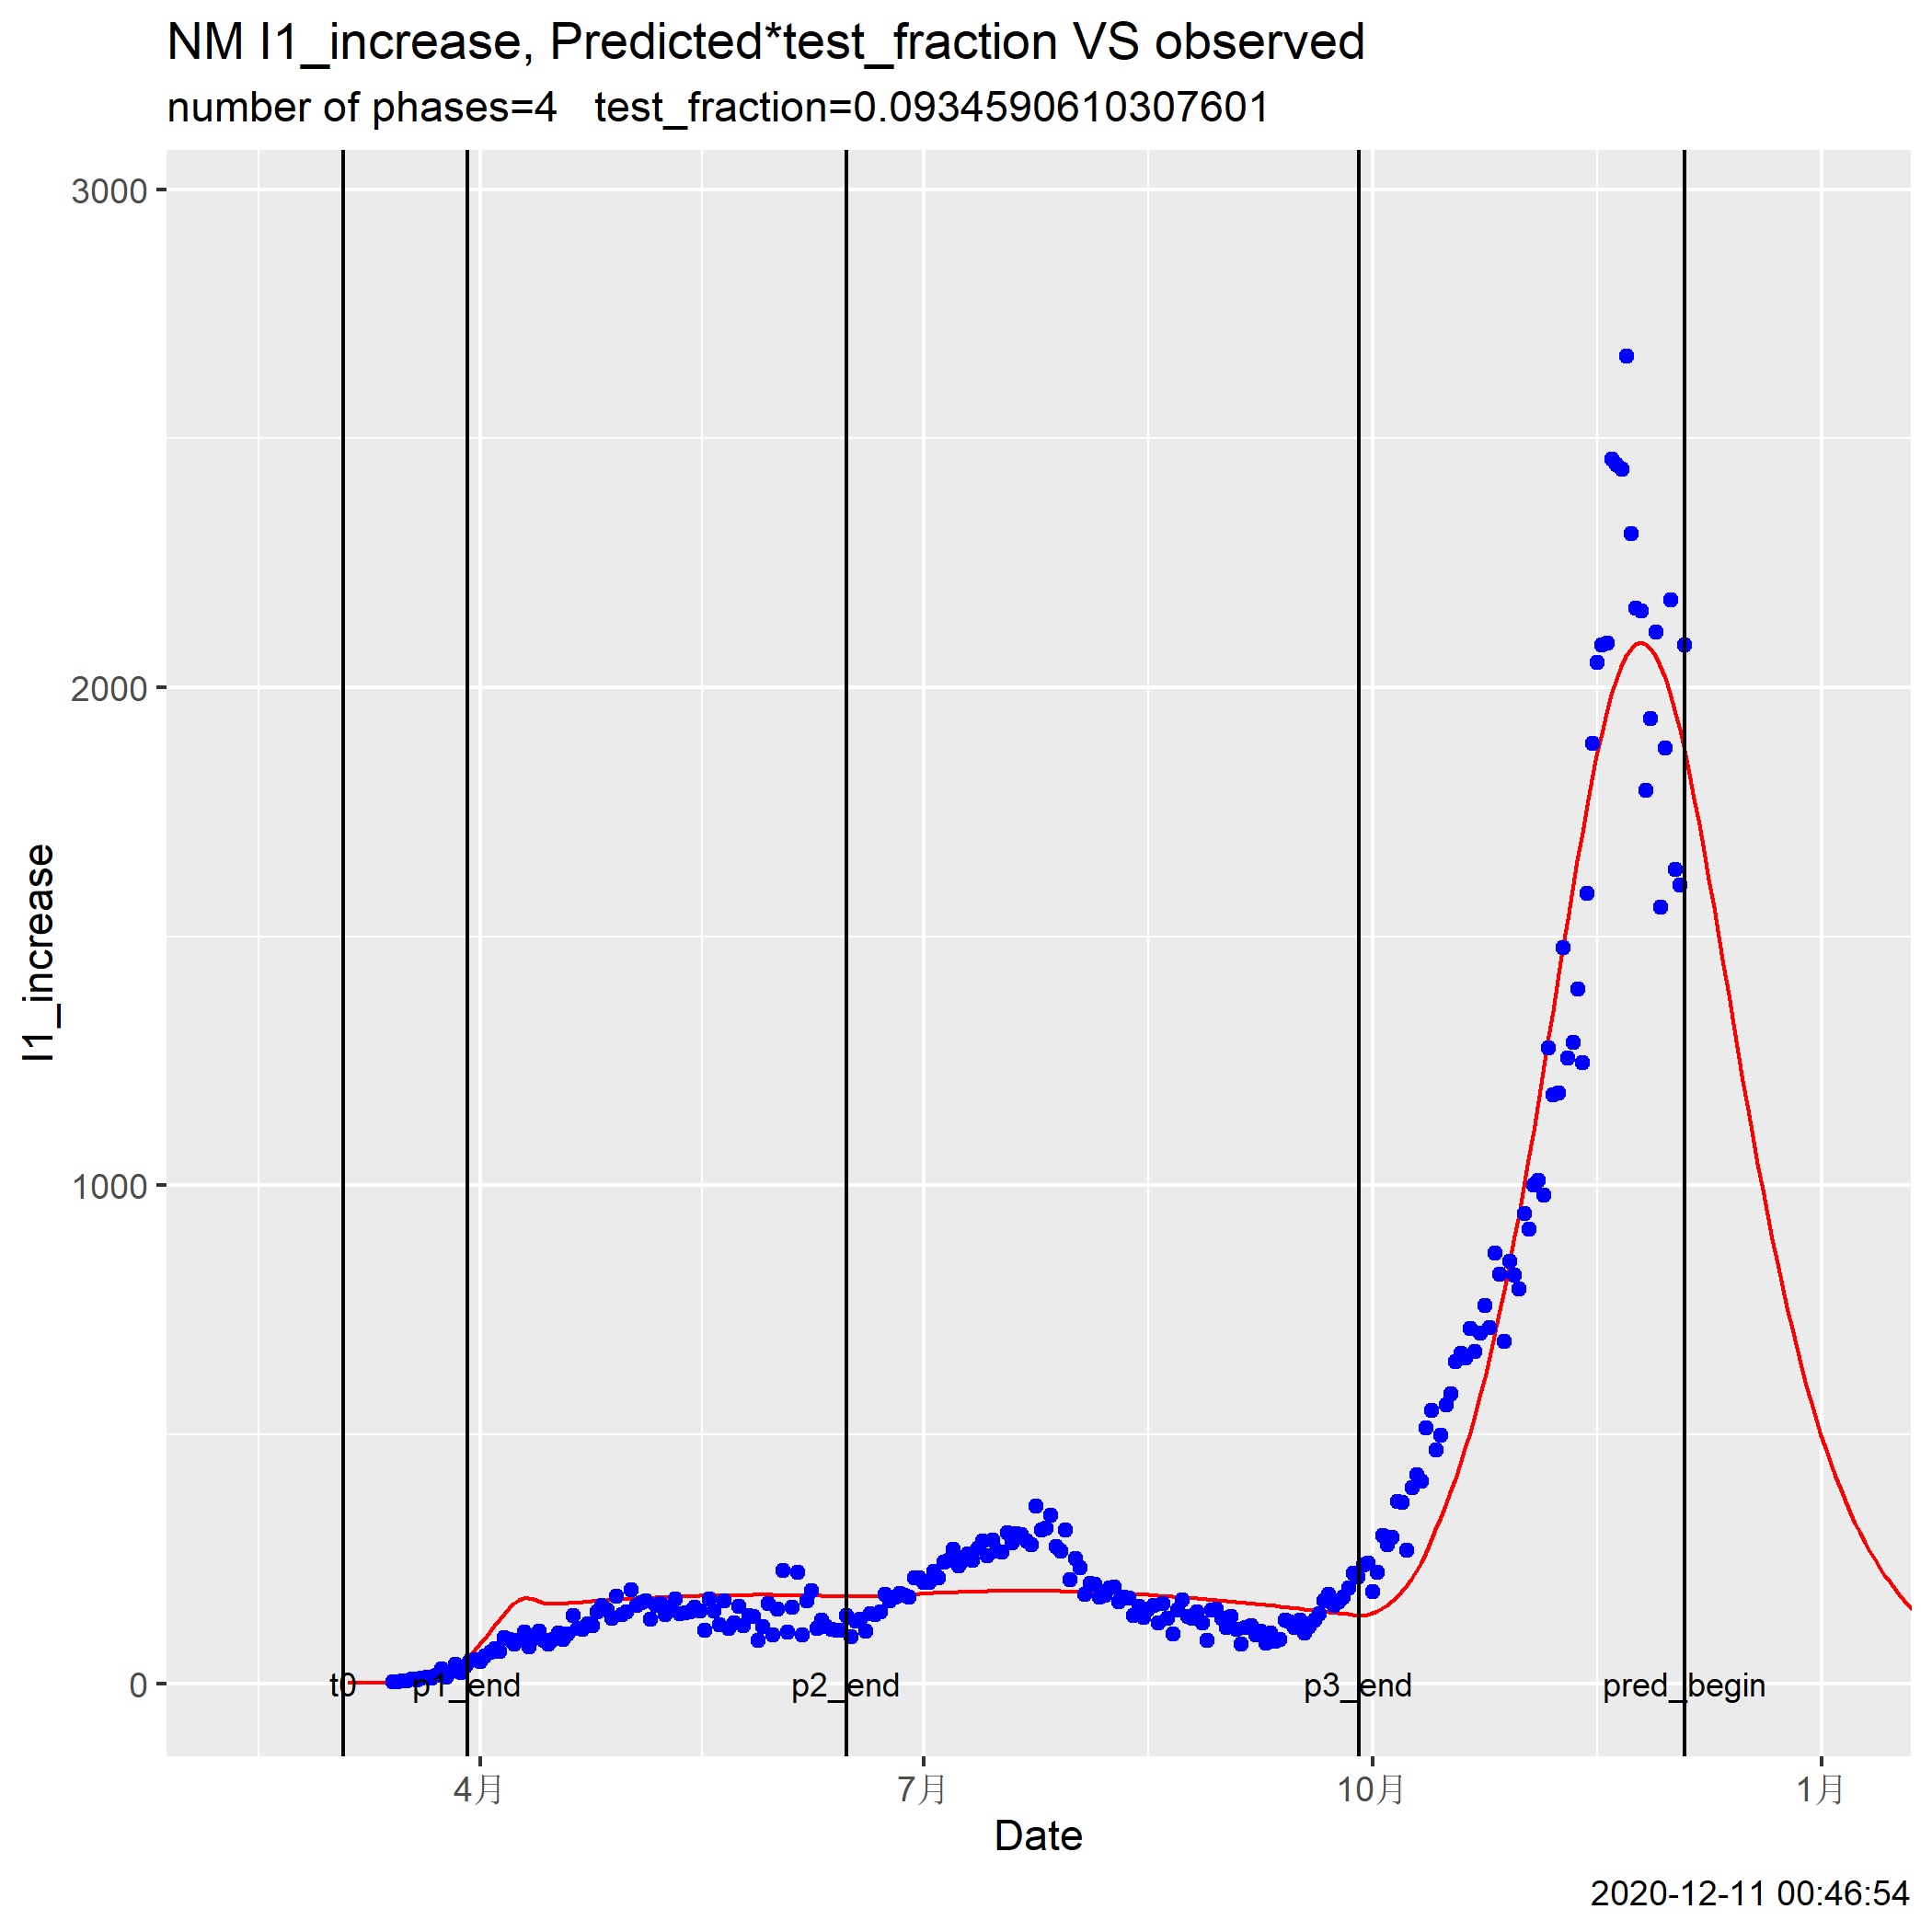 NM I1_increase, Predicted*test_fraction VS observed
number of phases=4   test_fraction=0.0934590610307601
3000
2000
1000
0
I1_increase
t0
p1_end
p2_end
p3_end
pred_begin
4月
7月
10月
1月
Date
2020-12-11 00:46:54